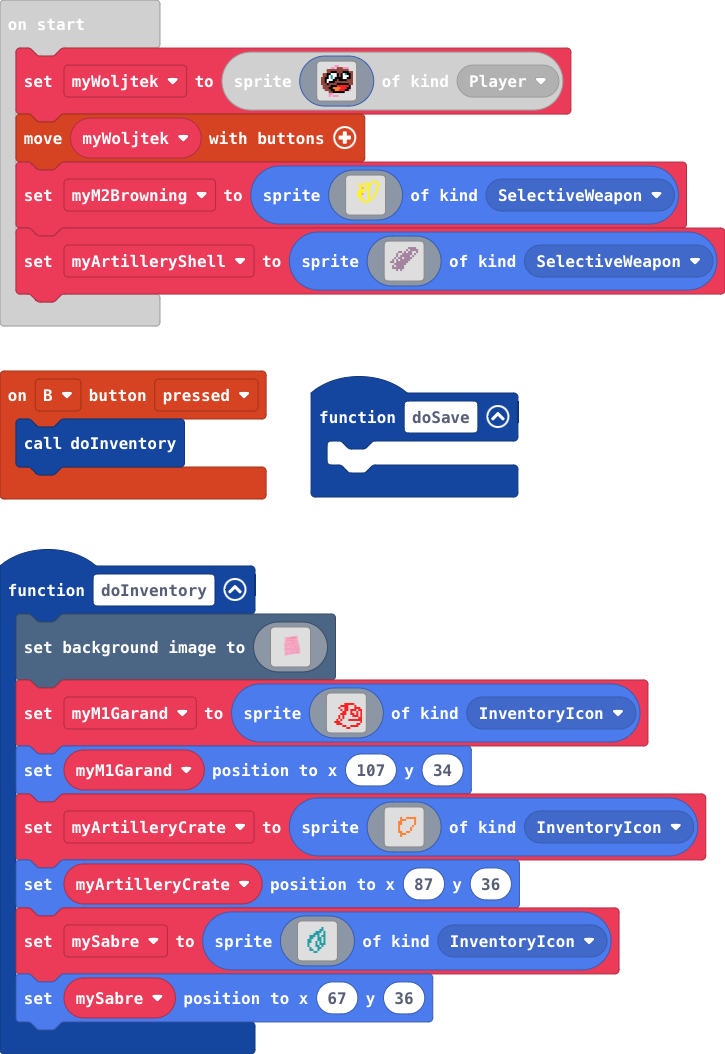 on start
set myWoljtek to sprite of kind Player
move myWoljtek with buttons
set myM2Browning to sprite of kind SelectiveWeapon
set myArtilleryShell to sprite of kind SelectiveWeapon
on B button pressed
call doInventory
function doSave
function doInventory
set background image to
set myM1Garand to sprite of kind InventoryIcon
set myM1Garand position to x 107 y 34
set myArtilleryCrate to sprite of kind InventoryIcon
set myArtilleryCrate position to x 87 y 36
set mySabre to sprite of kind InventoryIcon
set mySabre position to x 67 y 36